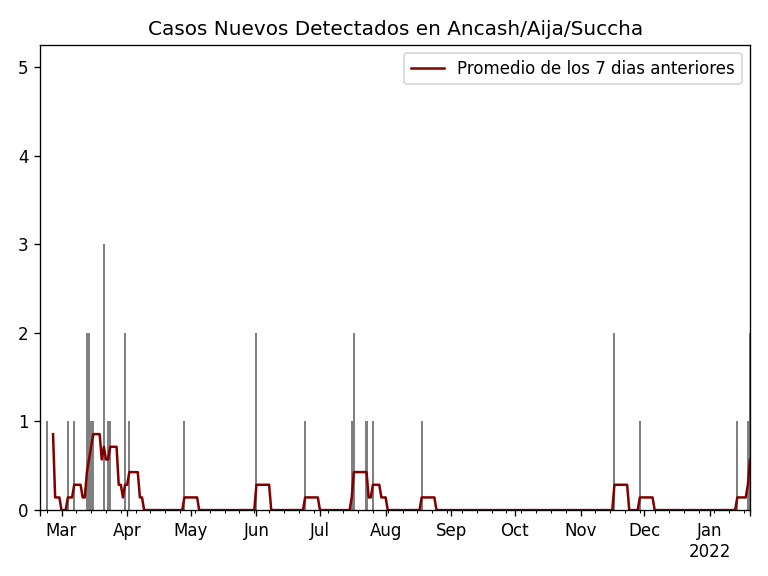 Casos Nuevos Detectados en Ancash/Aija/Succha
Promedio de los 7 dias anteriores
5
4
3
2
1
0
Mar Apr May Jun Jul Aug Sep Oct Nov Dec Jan
2022